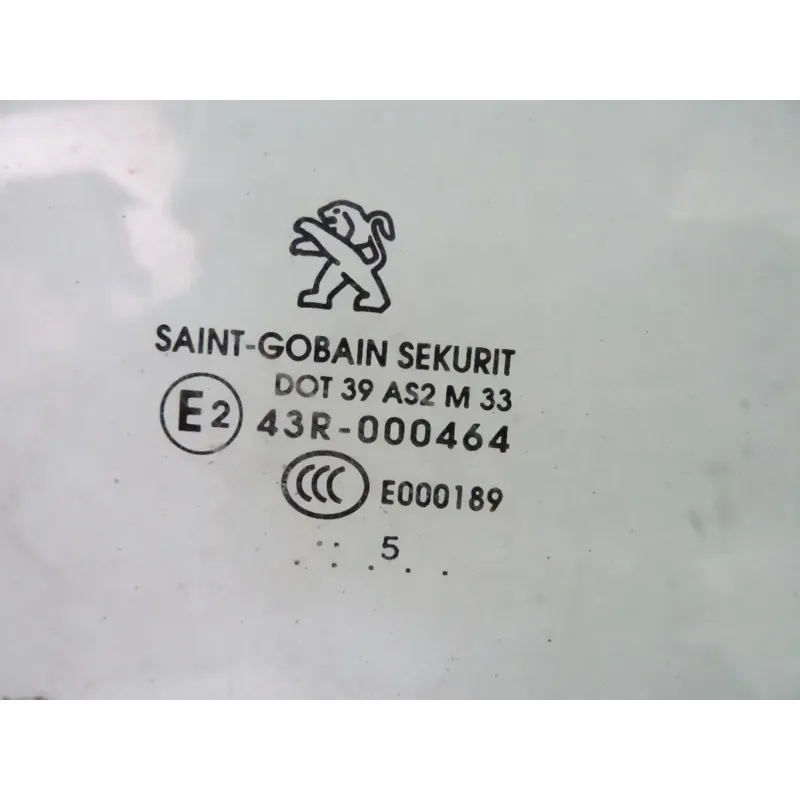 SAINT-GOBAIN SEKURIT
DOT 39 AS2 M 33
E2 43R-000464
CCC E000189
.. 5
.. . . . .